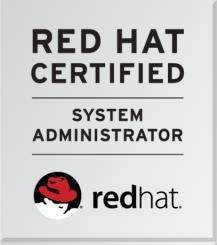 RED HAT
CERTIFIED
SYSTEM
ADMINISTRATOR
redhat.